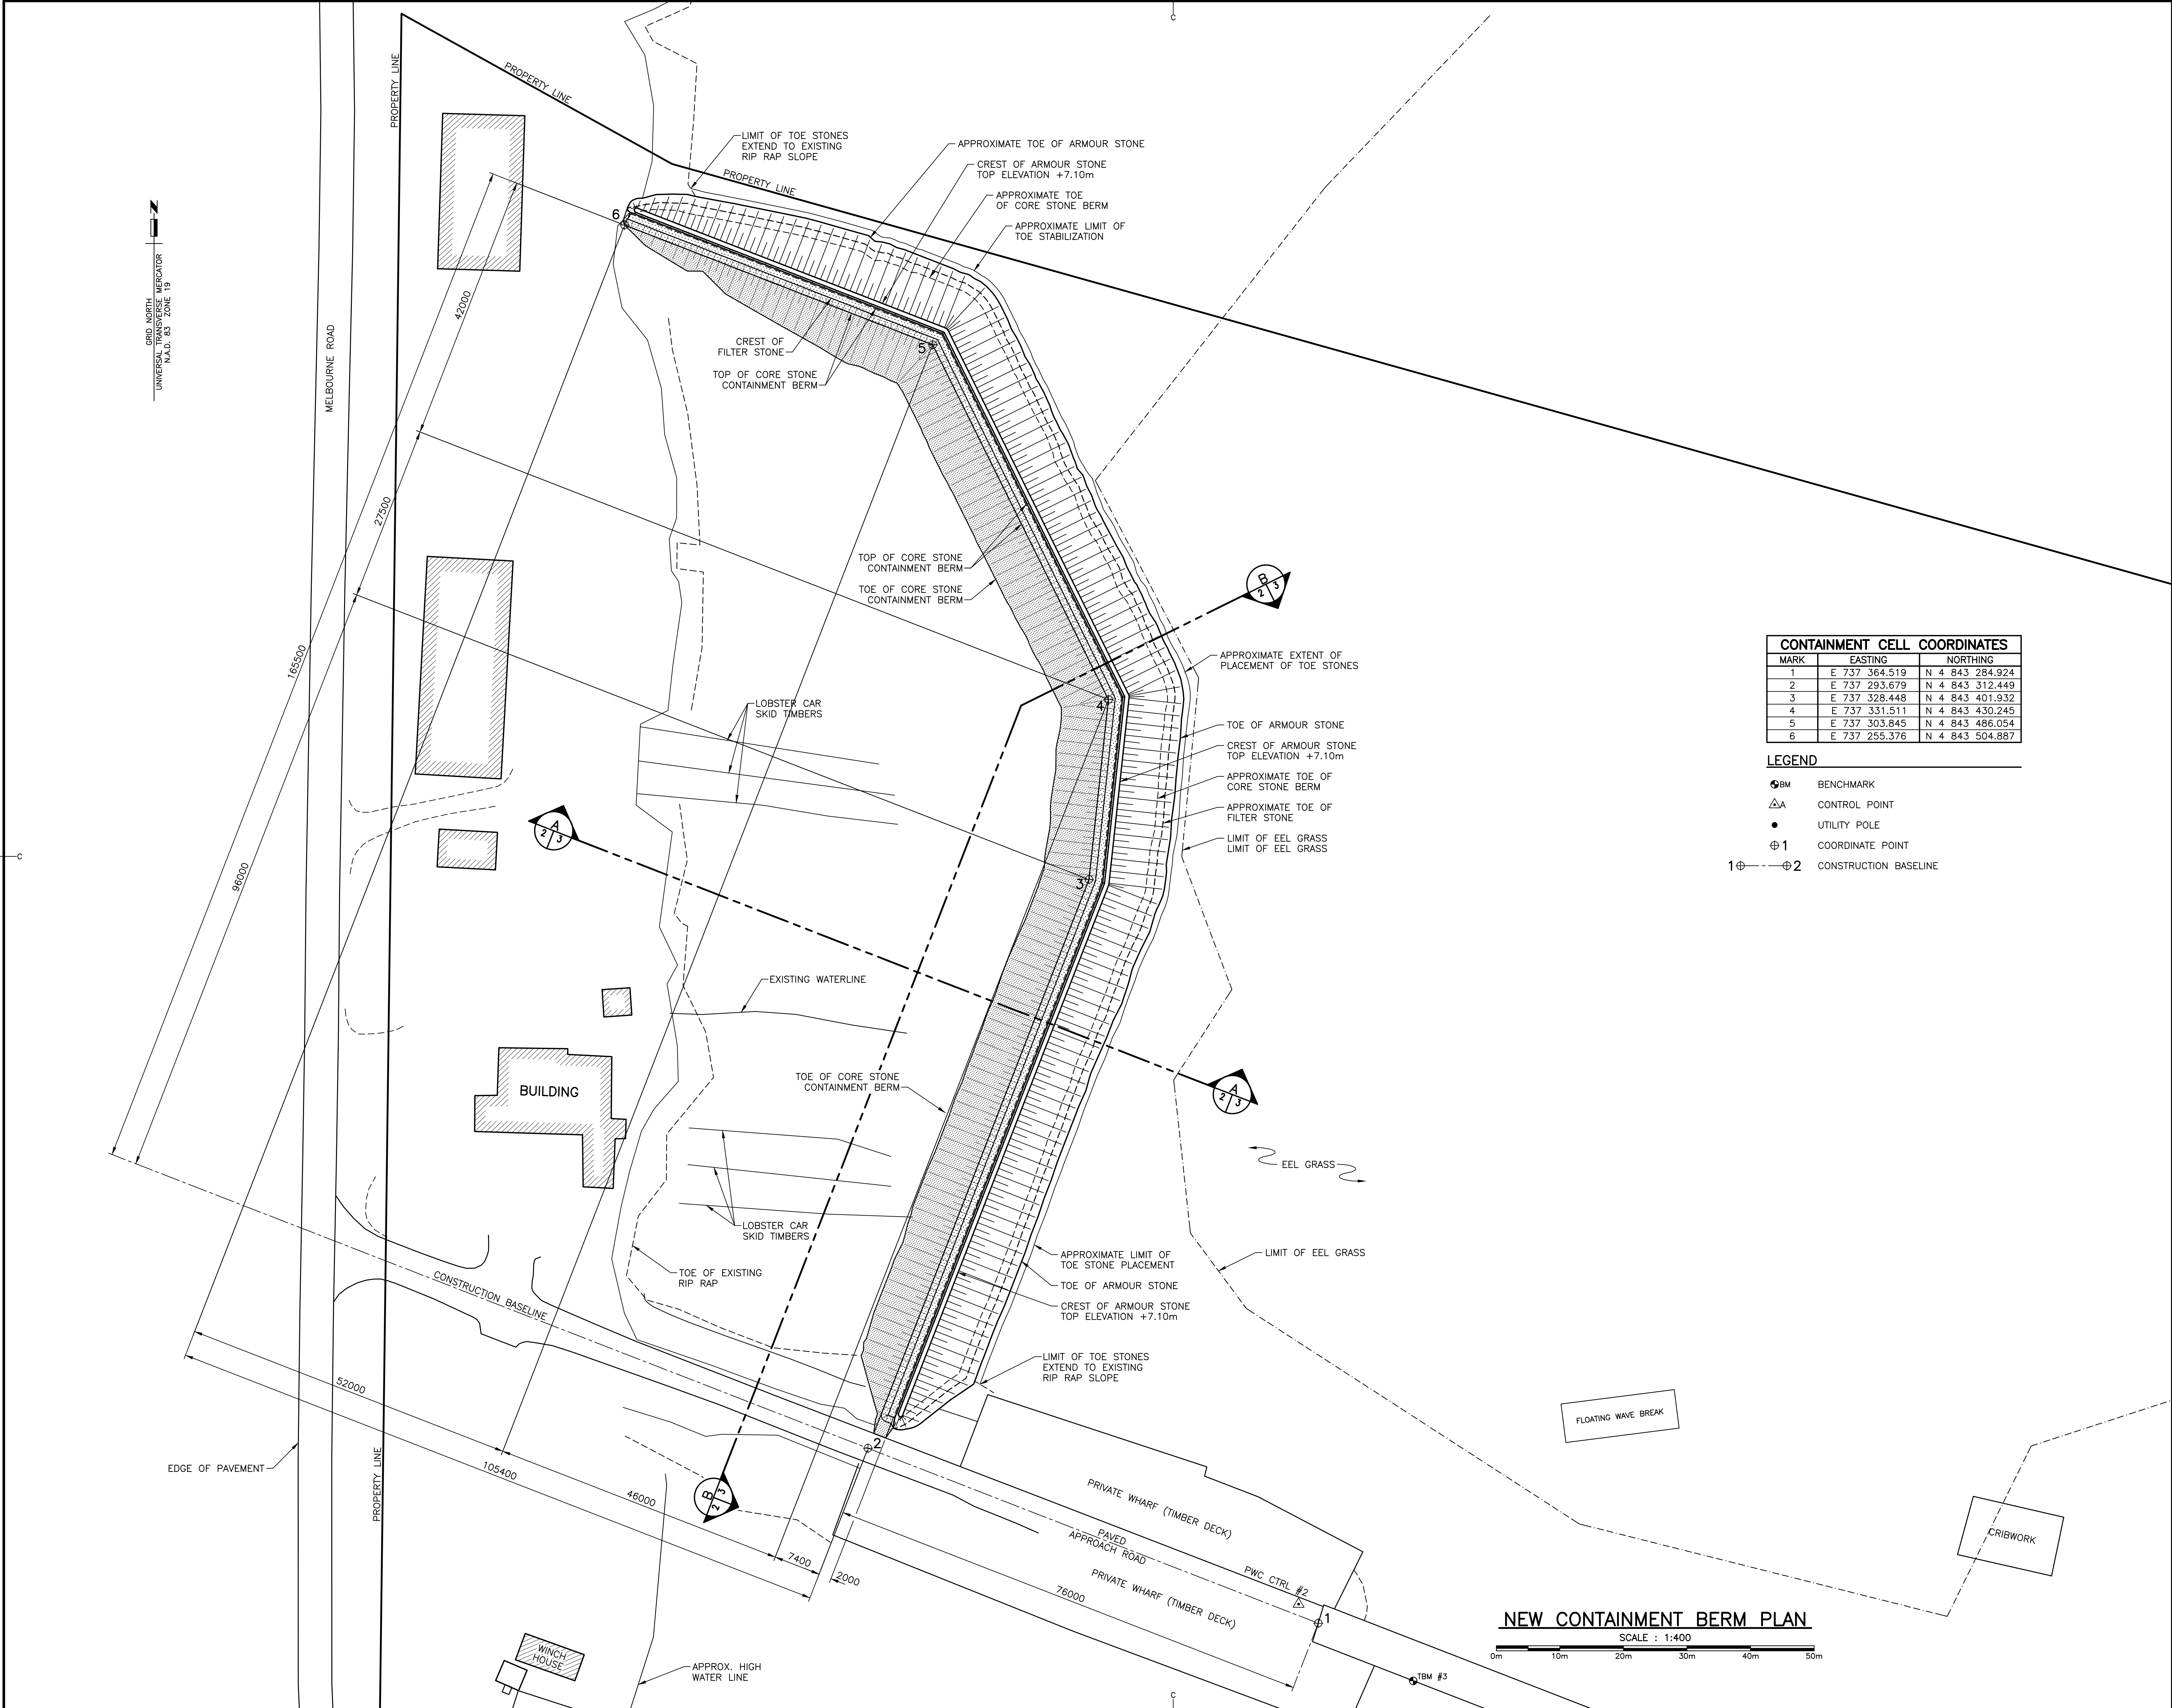 C
PROPERTY LINE
PROPERTY LINE
LIMIT OF TOE STONES
EXTEND TO EXISTING
RIP RAP SLOPE
PROPERTY LINE
APPROXIMATE TOE OF ARMOUR STONE
CREST OF ARMOUR STONE
TOP ELEVATION +7.10m
APPROXIMATE TOE
OF CORE STONE BERM
APPROXIMATE LIMIT OF
TOE STABILIZATION
6
GRID NORTH
UNIVERSAL TRANSVERSE MERCATOR
N.A.D. 83 ZONE 19
MELBOURNE ROAD
42000
CREST OF
FILTER STONE
5
TOP OF CORE STONE
CONTAINMENT BERM
27500
TOP OF CORE STONE
CONTAINMENT BERM
TOE OF CORE STONE
CONTAINMENT BERM
B
2 3
165500
APPROXIMATE EXTENT OF
PLACEMENT OF TOE STONES
LOBSTER CAR
SKID TIMBERS
4
TOE OF ARMOUR STONE
CREST OF ARMOUR STONE
TOP ELEVATION +7.10m
APPROXIMATE TOE OF
CORE STONE BERM
APPROXIMATE TOE OF
FILTER STONE
LIMIT OF EEL GRASS
LIMIT OF EEL GRASS
CONTAINMENT CELL COORDINATES
MARK EASTING NORTHING
1 E 737 364.519 N 4 843 284.924
2 E 737 293.679 N 4 843 312.449
3 E 737 328.448 N 4 843 401.932
4 E 737 331.511 N 4 843 430.245
5 E 737 303.845 N 4 843 486.054
6 E 737 255.376 N 4 843 504.887
LEGEND
BM BENCHMARK
A CONTROL POINT
UTILITY POLE
1 COORDINATE POINT
1 2 CONSTRUCTION BASELINE
C
A
2 3
96000
3
EXISTING WATERLINE
BUILDING
TOE OF CORE STONE
CONTAINMENT BERM
A
2 3
EEL GRASS
LOBSTER CAR
SKID TIMBERS
TOE OF EXISTING
RIP RAP
APPROXIMATE LIMIT OF
TOE STONE PLACEMENT
TOE OF ARMOUR STONE
CREST OF ARMOUR STONE
TOP ELEVATION +7.10m
LIMIT OF EEL GRASS
CONSTRUCTION BASELINE
LIMIT OF TOE STONES
EXTEND TO EXISTING
RIP RAP SLOPE
52000
105400
46000
7400
2000
76000
2
EDGE OF PAVEMENT
PROPERTY LINE
B
2 3
PRIVATE WHARF (TIMBER DECK)
PAVED
APPROACH ROAD
PRIVATE WHARF (TIMBER DECK)
PWC CTRL #2
1
FLOATING WAVE BREAK
CRIBWORK
WINCH
HOUSE
APPROX. HIGH
WATER LINE
TBM #3
C
NEW CONTAINMENT BERM PLAN
SCALE : 1:400
0m 10m 20m 30m 40m 50m